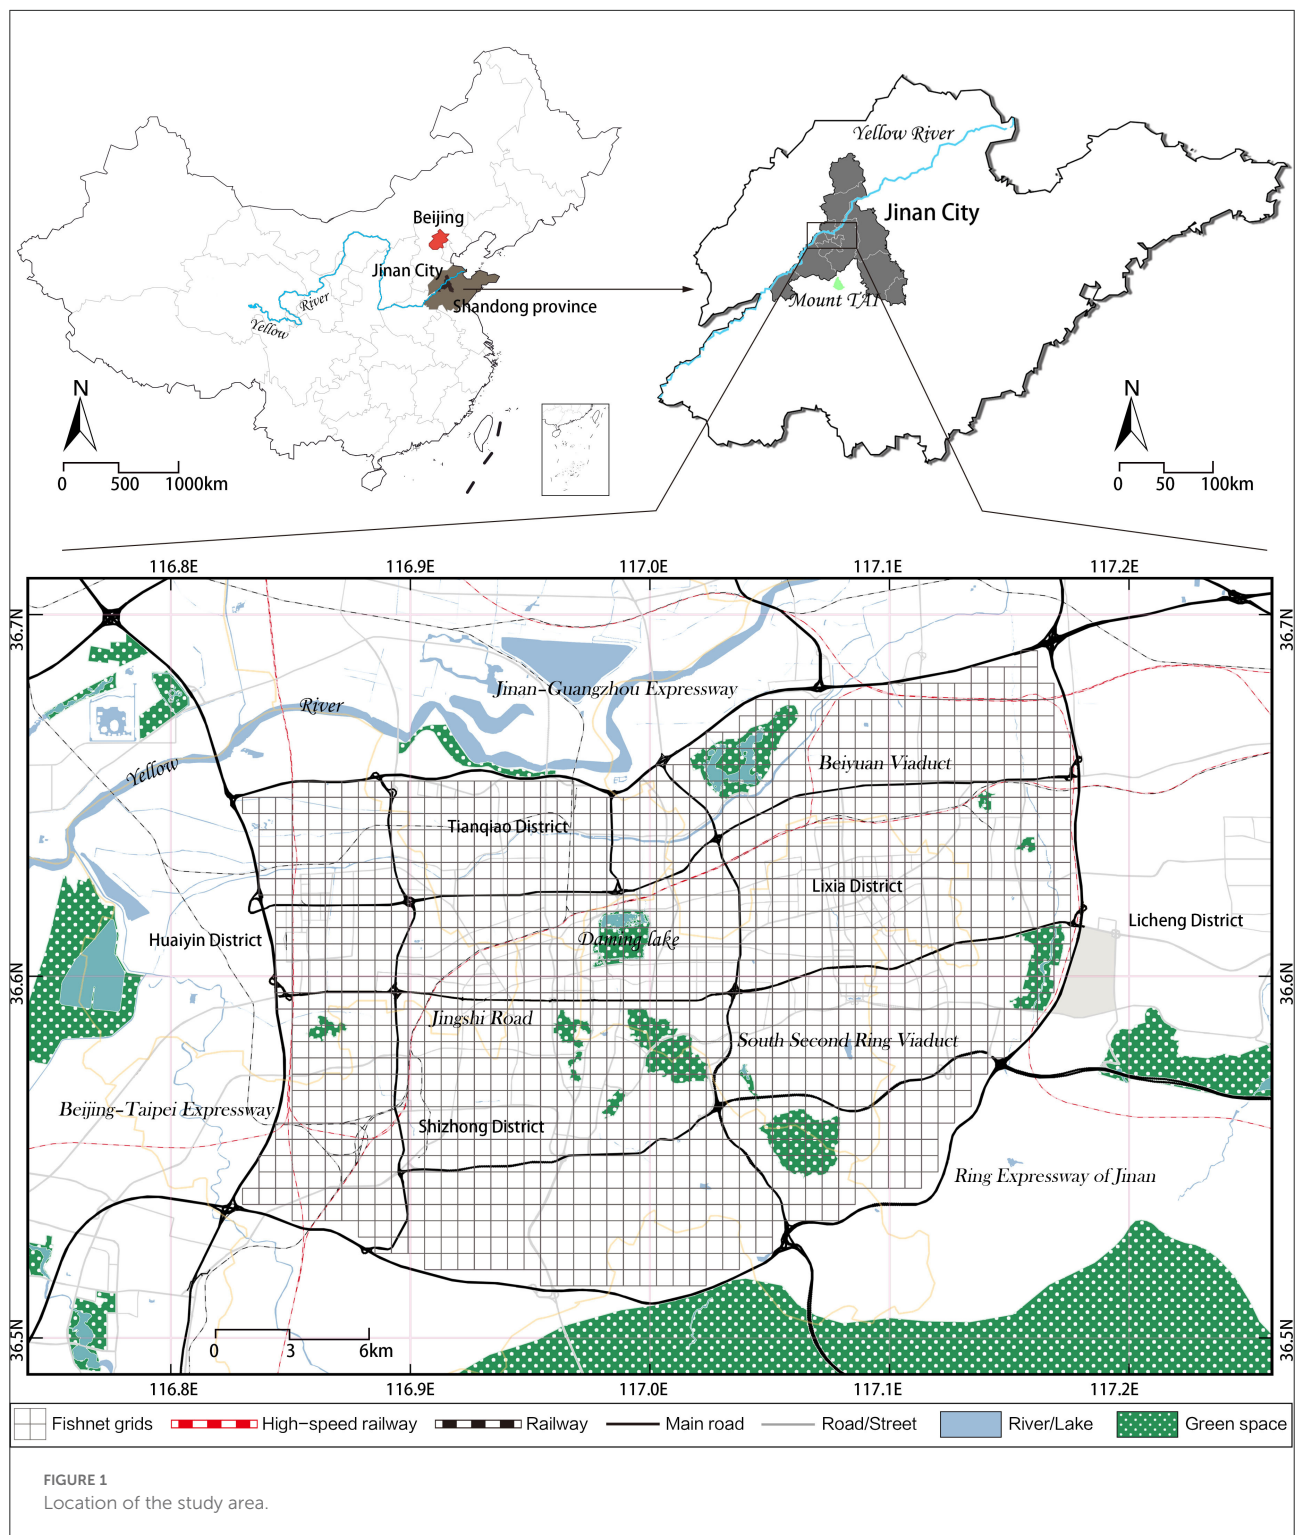 Beijing
Jinan City
Shandong province
Yellow
River
N
0 500 1000km
Yellow River
Jinan City
Mount TAI
N
0 50 100km
116.8E 116.9E 117.0E 117.1E 117.2E
36.7N
36.7N
Jinan-Guangzhou Expressway
River
Yellow
Beiyuan Viaduct
Tianqiao District
Lixia District
Licheng District
Huaiyin District
Daming lake
36.6N
36.6N
Jingshi Road
South Second Ring Viaduct
Beijing-Taipei Expressway
Shizhong District
Ring Expressway of Jinan
36.5N
36.5N
0 3 6km
116.8E 116.9E 117.0E 117.1E 117.2E
Fishnet grids High-speed railway Railway Main road Road/Street River/Lake Green space
FIGURE 1
Location of the study area.